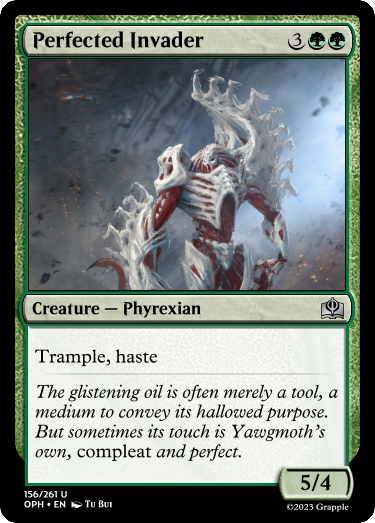 Perfected Invader 3
Creature — Phyrexian
Trample, haste
The glistening oil is often merely a tool, a
medium to convey its hallowed purpose.
But sometimes its touch is Yawgmoth's
own, compleat and perfect.
5/4
156/261 U
OPH • EN Tu Bui
©2023 Grapple